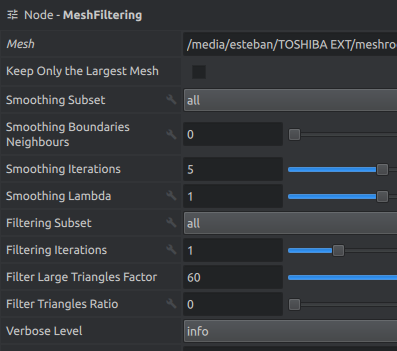 Node - MeshFiltering
Mesh /media/esteban/TOSHIBA EXT/meshroo
Keep Only the Largest Mesh
Smoothing Subset all
Smoothing Boundaries
Neighbours 0
Smoothing Iterations 5
Smoothing Lambda 1
Filtering Subset all
Filtering Iterations 1
Filter Large Triangles Factor 60
Filter Triangles Ratio 0
Verbose Level info